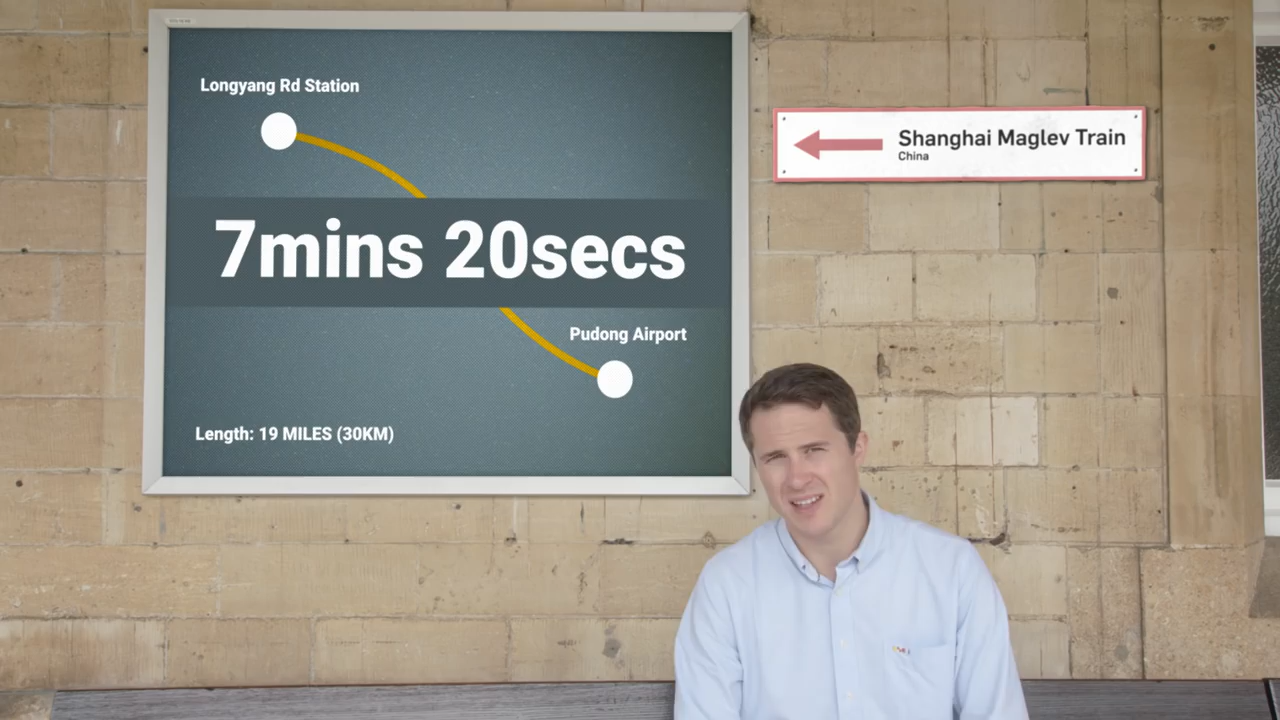 Longyang Rd Station
7mins 20secs
Pudong Airport
Length: 19 MILES (30KM)
Shanghai Maglev Train
China